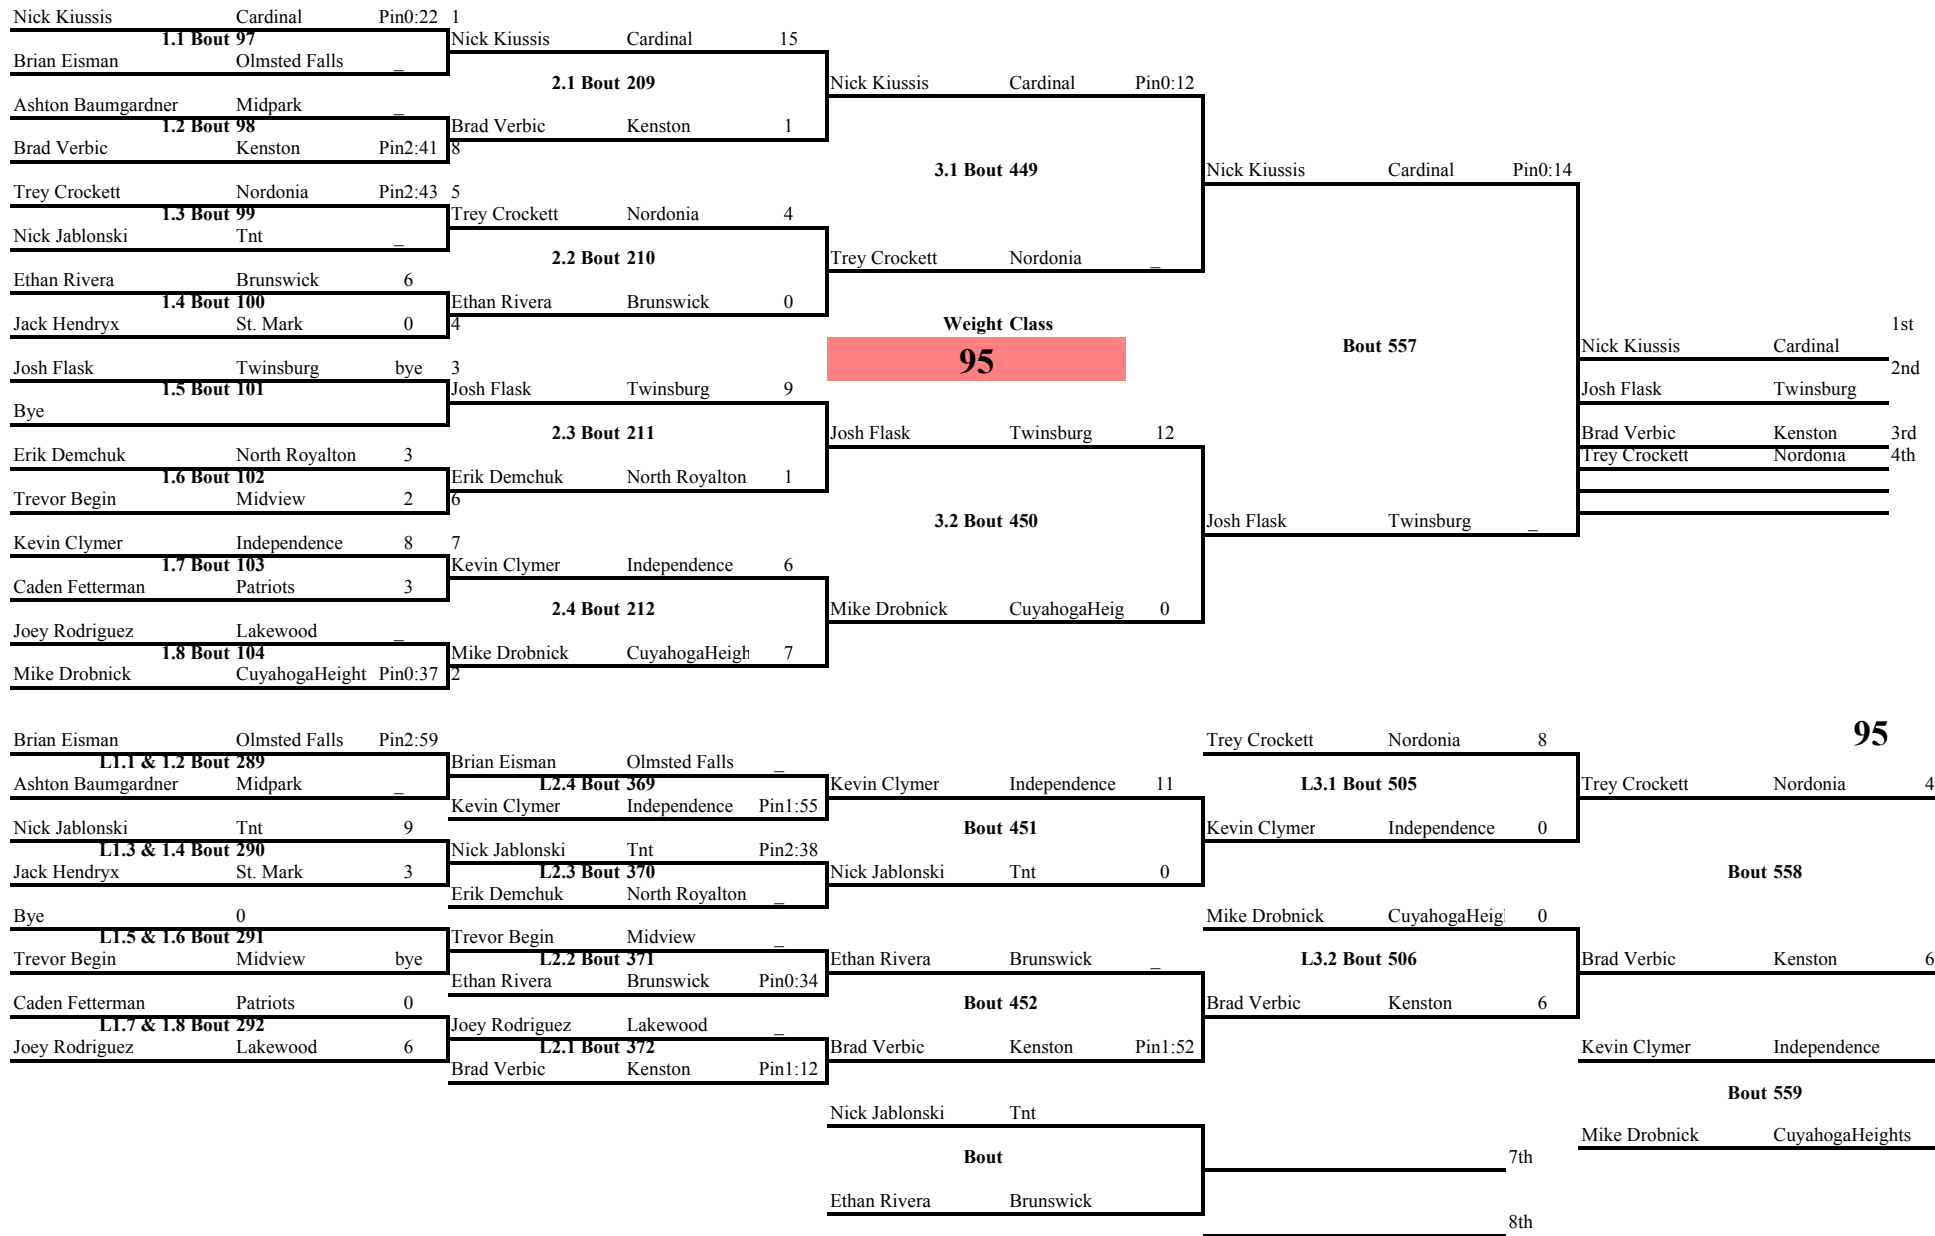 Nick Kiussis Cardinal Pin0:22 1
1.1 Bout 97
Brian Eisman Olmsted Falls _
Ashton Baumgardner Midpark _
1.2 Bout 98
Brad Verbic Kenston Pin2:41 8
Trey Crockett Nordonia Pin2:43 5
1.3 Bout 99
Nick Jablonski Tnt _
Ethan Rivera Brunswick 6
1.4 Bout 100
Jack Hendryx St. Mark 0 4
Josh Flask Twinsburg bye 3
1.5 Bout 101
Bye
Erik Demchuk North Royalton 3
1.6 Bout 102
Trevor Begin Midview 2 6
Kevin Clymer Independence 8 7
1.7 Bout 103
Caden Fetterman Patriots 3
Joey Rodriguez Lakewood _
1.8 Bout 104
Mike Drobnick CuyahogaHeight Pin0:37 2
Nick Kiussis Cardinal 15
2.1 Bout 209
Brad Verbic Kenston 1
Trey Crockett Nordonia 4
2.2 Bout 210
Ethan Rivera Brunswick 0
Josh Flask Twinsburg 9
2.3 Bout 211
Erik Demchuk North Royalton 1
Kevin Clymer Independence 6
2.4 Bout 212
Mike Drobnick CuyahogaHeigh 7
Nick Kiussis Cardinal Pin0:12
3.1 Bout 449
Trey Crockett Nordonia _
Weight Class
95
Josh Flask Twinsburg 12
3.2 Bout 450
Mike Drobnick CuyahogaHeig 0
Nick Kiussis Cardinal Pin0:14
Bout 557
Josh Flask Twinsburg _
1st
Nick Kiussis Cardinal
2nd
Josh Flask Twinsburg
Brad Verbic Kenston 3rd
Trey Crockett Nordonia 4th
95
Brian Eisman Olmsted Falls Pin2:59
L1.1 & 1.2 Bout 289
Ashton Baumgardner Midpark _
Nick Jablonski Tnt 9
L1.3 & 1.4 Bout 290
Jack Hendryx St. Mark 3
Bye 0
L1.5 & 1.6 Bout 291
Trevor Begin Midview bye
Caden Fetterman Patriots 0
L1.7 & 1.8 Bout 292
Joey Rodriguez Lakewood 6
Brian Eisman Olmsted Falls _
L2.4 Bout 369
Kevin Clymer Independence Pin1:55
Nick Jablonski Tnt Pin2:38
L2.3 Bout 370
Erik Demchuk North Royalton _
Trevor Begin Midview _
L2.2 Bout 371
Ethan Rivera Brunswick Pin0:34
Joey Rodriguez Lakewood _
L2.1 Bout 372
Brad Verbic Kenston Pin1:12
Kevin Clymer Independence 11
Bout 451
Nick Jablonski Tnt 0
Ethan Rivera Brunswick _
Bout 452
Brad Verbic Kenston Pin1:52
Nick Jablonski Tnt
Bout
Ethan Rivera Brunswick
Trey Crockett Nordonia 8
L3.1 Bout 505
Kevin Clymer Independence 0
Mike Drobnick CuyahogaHeig 0
L3.2 Bout 506
Brad Verbic Kenston 6
7th
8th
Trey Crockett Nordonia 4
Bout 558
Brad Verbic Kenston 6
Kevin Clymer Independence
Bout 559
Mike Drobnick CuyahogaHeights